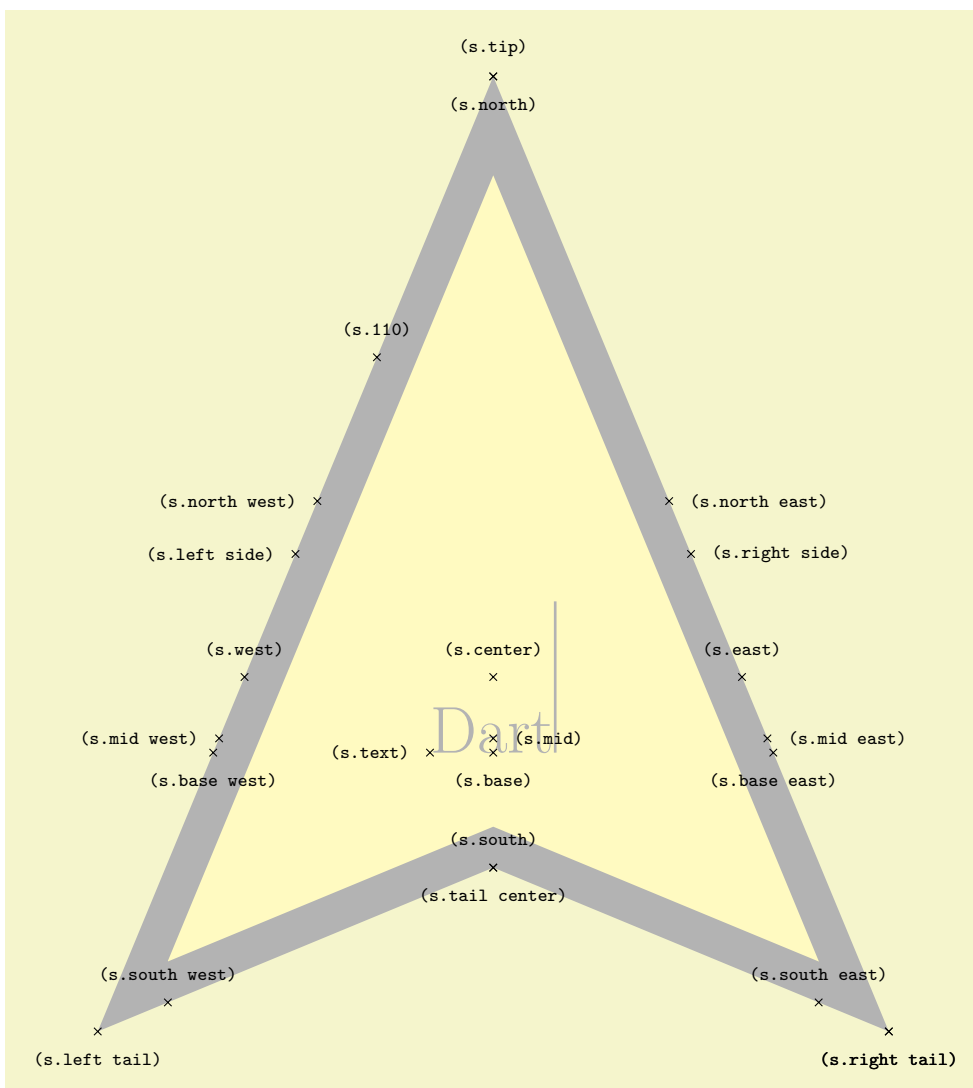 (s.tip)
(s.north)
(s.110)
(s.north west) (s.north east)
(s.left side) (s.right side)
(s.west) (s.center) (s.east)
Dart
(s.mid west) (s.mid) (s.mid east)
(s.text)
(s.base west) (s.base) (s.base east)
(s.south)
(s.tail center)
(s.south west) (s.south east)
(s.left tail) (s.right tail)